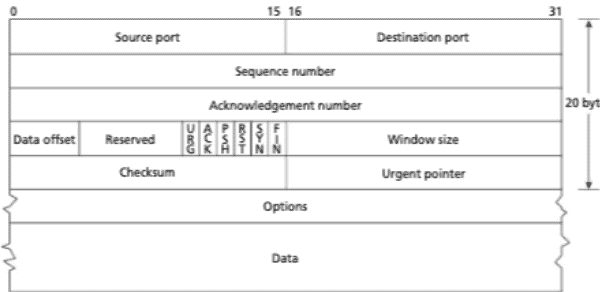 0 15 16 31
Source port Destination port
Sequence number
Acknowledgement number
20 byt
Data offset Reserved URG ACK PSH RST SYN FIN Window size
Checksum Urgent pointer
Options
Data